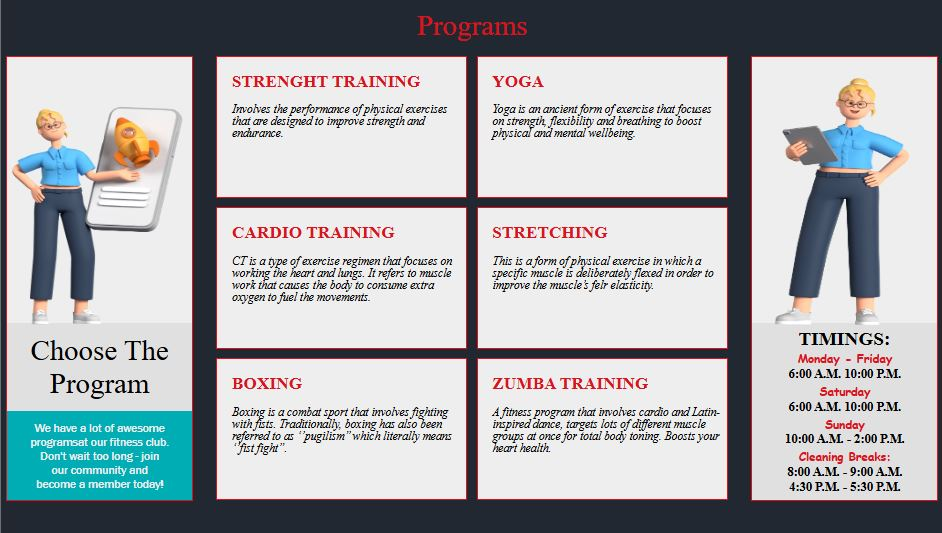 Programs
Choose The
Program
We have a lot of awesome
programsat our fitness club.
Don't wait too long - join
our community and
become a member today!
STRENGHT TRAINING
Involves the performance of physical exercises
that are designed to improve strength and
endurance.
YOGA
Yoga is an ancient form of exercise that focuses
on strength, flexibility and breathing to boost
physical and mental wellbeing.
CARDIO TRAINING
CT is a type of exercise regimen that focuses on
working the heart and lungs. It refers to muscle
work that causes the body to consume extra
oxygen to fuel the movements.
STRETCHING
This is a form of physical exercise in which a
specific muscle is deliberately flexed in order to
improve the muscle's felr elasticity.
BOXING
Boxing is a combat sport that involves fighting
with fists. Traditionally, boxing has also been
referred to as ''pugilism" which literally means
''fist fight".
ZUMBA TRAINING
A fitness program that involves cardio and Latin-
inspired dance, targets lots of different muscle
groups at once for total body toning. Boosts your
heart health.
TIMINGS:
Monday - Friday
6:00 A.M. 10:00 P.M.
Saturday
6:00 A.M. 10:00 P.M.
Sunday
10:00 A.M. - 2:00 P.M.
Cleaning Breaks:
8:00 A.M. - 9:00 A.M.
4:30 P.M. - 5:30 P.M.